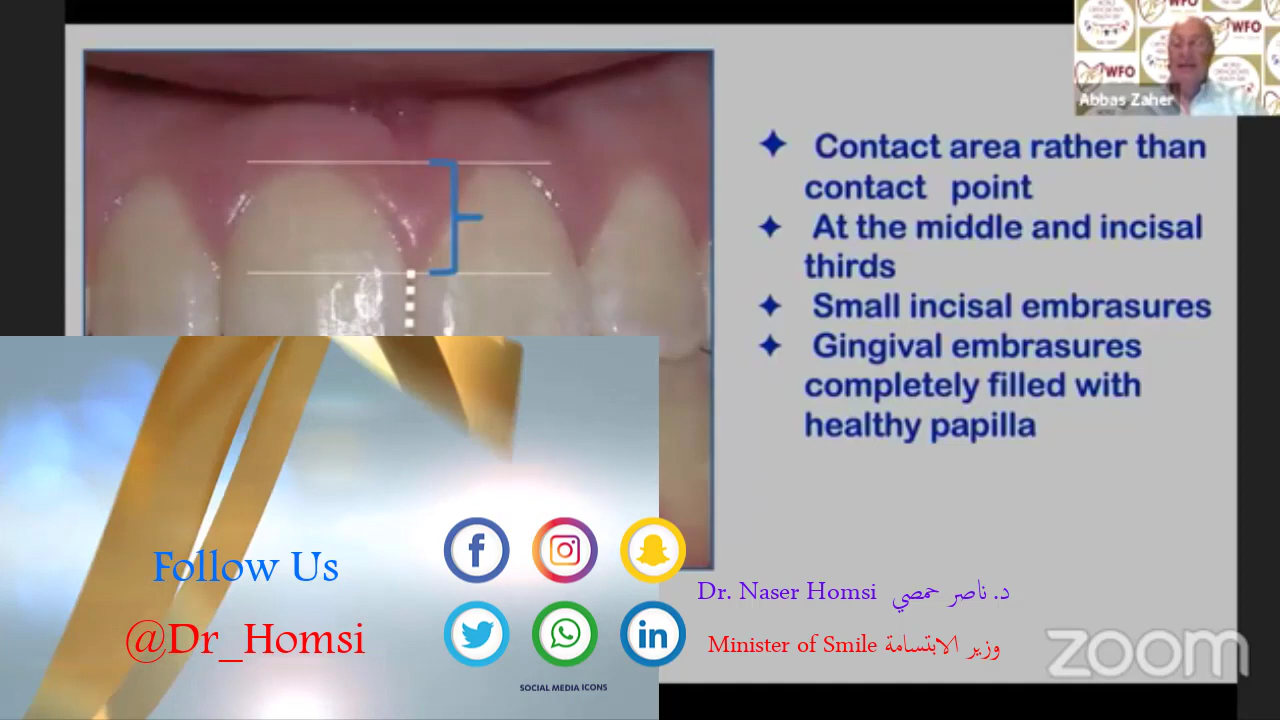 WFO
WFO
WFO
Abbas Zaher
Contact area rather than
contact point
At the middle and incisal
thirds
Small incisal embrasures
Gingival embrasures
completely filled with
healthy papilla
Follow Us
@Dr_Homsi
SOCIAL MEDIA ICONS
Dr. Naser Homsi د. ناصر حمصي
Minister of Smile وزير الابتسامة
zoom